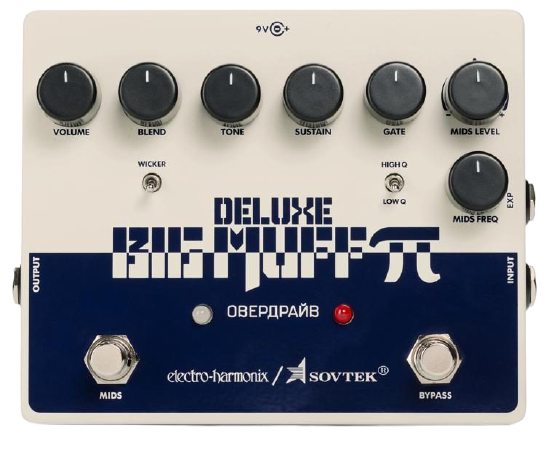 9V +
VOLUME BLEND TONE SUSTAIN GATE MIDS LEVEL
WICKER HIGH Q
LOW Q
MIDS FREQ
EXP
DELUXE
BIG MUFF π
OUTPUT
INPUT
ОВЕРДРАЙВ
electro-harmonix / SOVTEK®
MIDS BYPASS